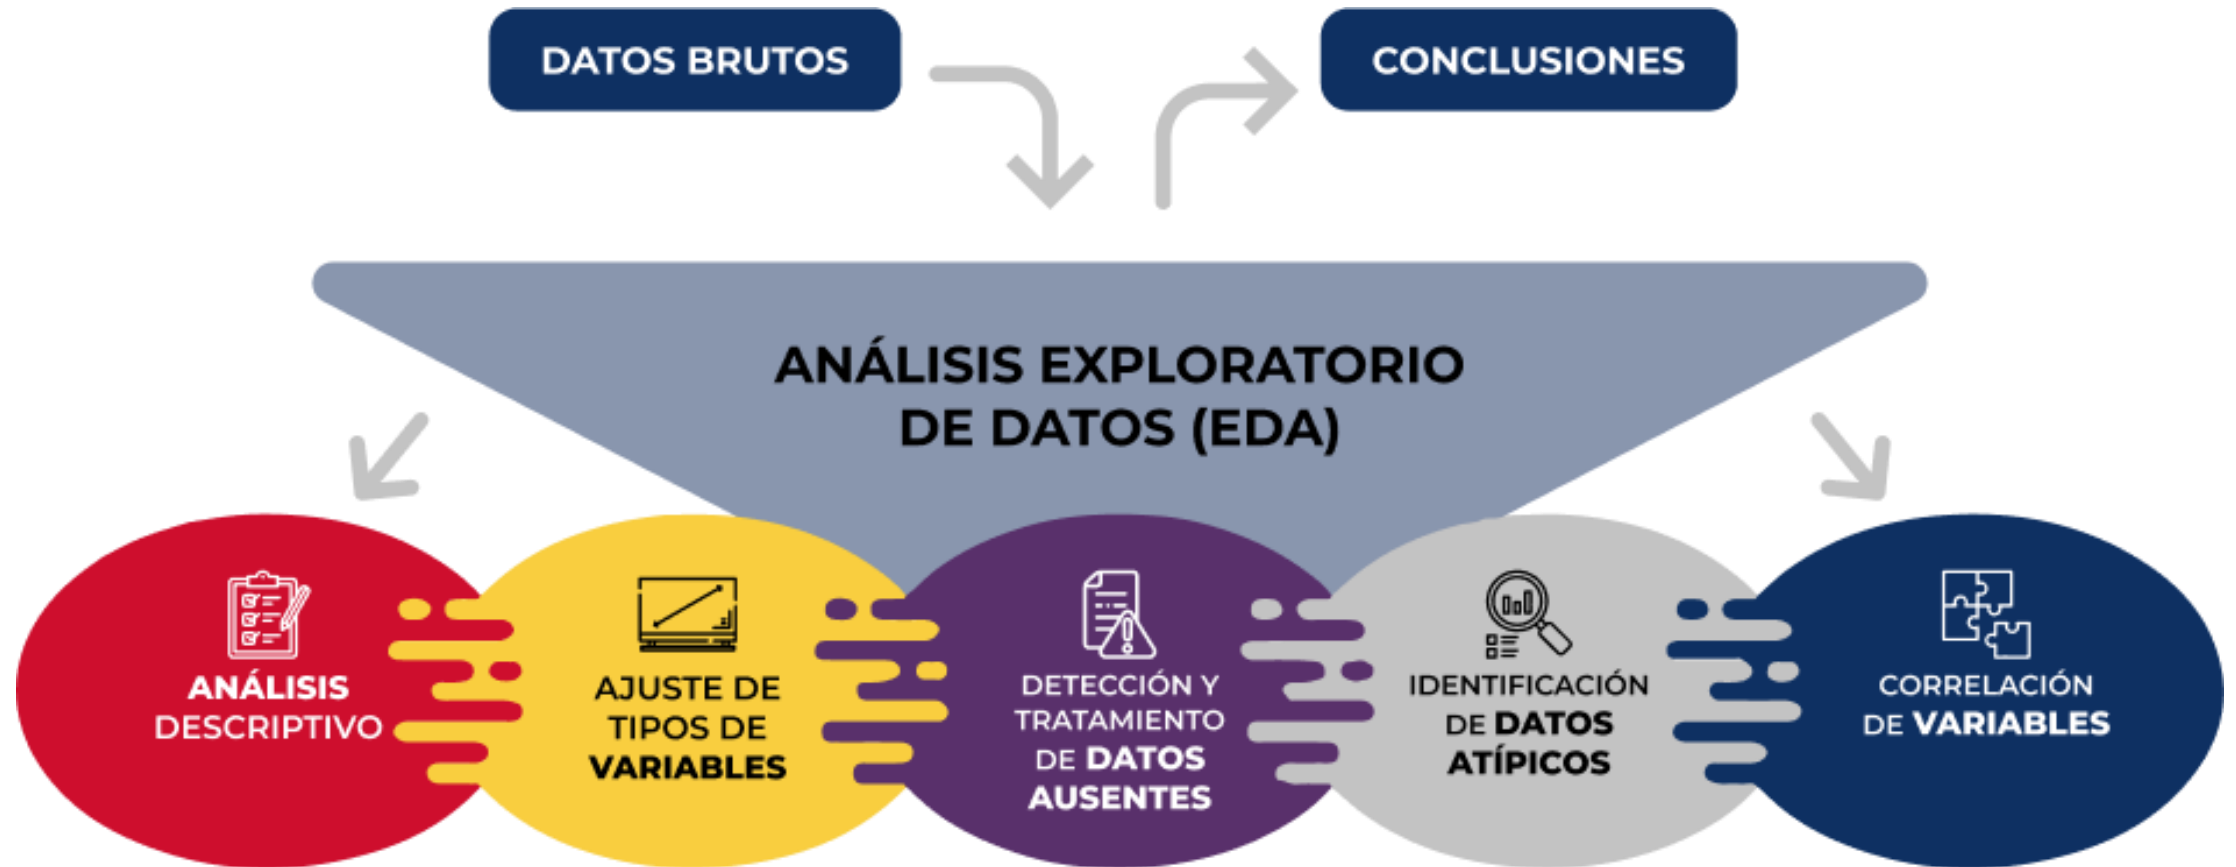 DATOS BRUTOS
CONCLUSIONES
ANÁLISIS EXPLORATORIO
DE DATOS (EDA)
ANÁLISIS
DESCRIPTIVO
AJUSTE DE
TIPOS DE
VARIABLES
DETECCIÓN Y
TRATAMIENTO
DE DATOS
AUSENTES
IDENTIFICACIÓN
DE DATOS
ATÍPICOS
CORRELACIÓN
DE VARIABLES